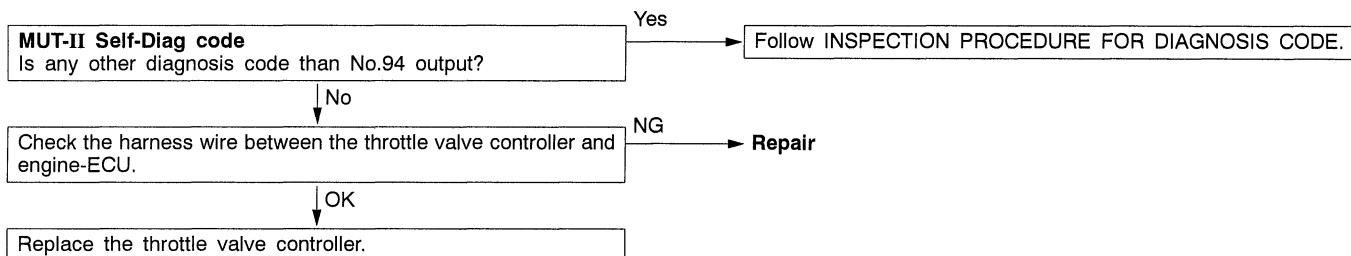 MUT-II Self-Diag code
Is any other diagnosis code than No.94 output?
Yes
Follow INSPECTION PROCEDURE FOR DIAGNOSIS CODE.
No
Check the harness wire between the throttle valve controller and
engine-ECU.
NG
Repair
OK
Replace the throttle valve controller.